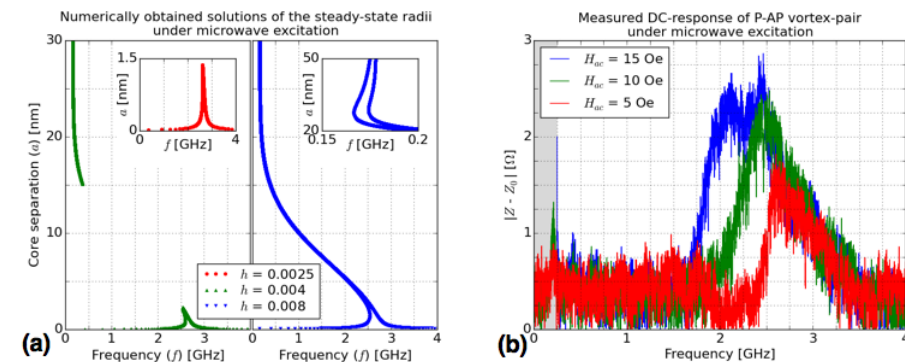 Numerically obtained solutions of the steady-state radii
under microwave excitation
30
20
10
0
Core separation (a) [nm]
1.5
0
a [nm]
0
4
f [GHz]
50
20
a [nm]
0.15
0.2
f [GHz]
h = 0.0025
h = 0.004
h = 0.008
0 1 2 3 0 1 2 3 4
Frequency (f) [GHz]
Frequency (f) [GHz]
(a)
Measured DC-response of P-AP vortex-pair
under microwave excitation
3
2
1
0
|Z - Z₀| [Ω]
Hac = 15 Oe
Hac = 10 Oe
Hac = 5 Oe
0 1 2 3 4
Frequency [GHz]
(b)